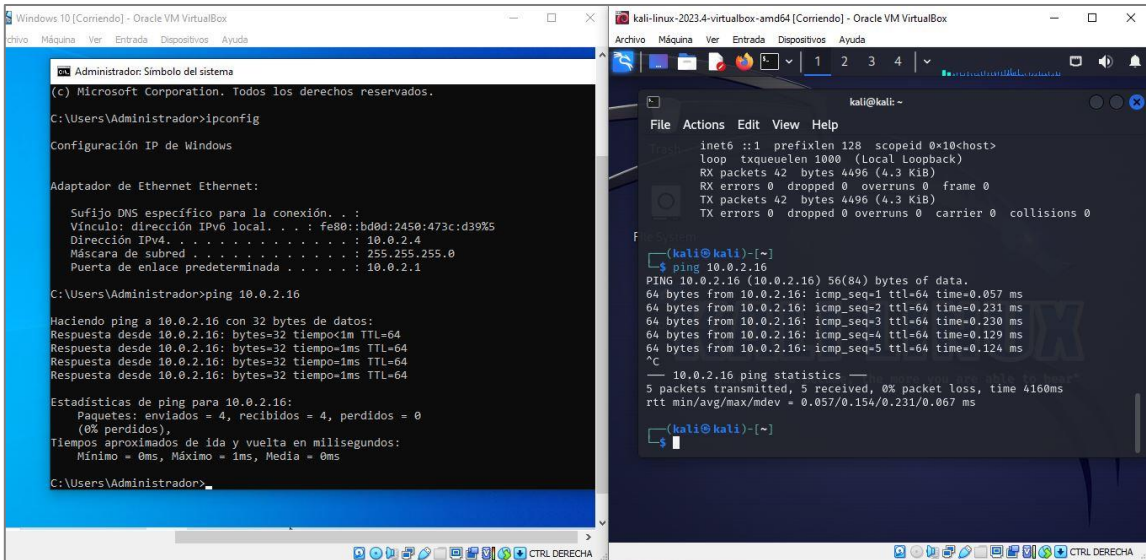 Windows 10 [Corriendo] - Oracle VM VirtualBox
Máquina Ver Entrada Dispositivos Ayuda
Administrador: Símbolo del sistema
(c) Microsoft Corporation. Todos los derechos reservados.
C:\Users\Administrador>ipconfig
Configuración IP de Windows
Adaptador de Ethernet Ethernet:
Sufijo DNS específico para la conexión. . :
Vínculo: dirección IPv6 local. . . : fe80::bd0d:2450:473c:d39%5
Dirección IPv4. . . . . . . . . . . . . . : 10.0.2.4
Máscara de subred . . . . . . . . . . . . : 255.255.255.0
Puerta de enlace predeterminada . . . . . : 10.0.2.1
C:\Users\Administrador>ping 10.0.2.16
Haciendo ping a 10.0.2.16 con 32 bytes de datos:
Respuesta desde 10.0.2.16: bytes=32 tiempo<1m TTL=64
Respuesta desde 10.0.2.16: bytes=32 tiempo=1ms TTL=64
Respuesta desde 10.0.2.16: bytes=32 tiempo=1ms TTL=64
Respuesta desde 10.0.2.16: bytes=32 tiempo=1ms TTL=64
Estadísticas de ping para 10.0.2.16:
Paquetes: enviados = 4, recibidos = 4, perdidos = 0
(0% perdidos),
Tiempos aproximados de ida y vuelta en milisegundos:
Mínimo = 0ms, Máximo = 1ms, Media = 0ms
C:\Users\Administrador>_
CTRL DERECHA
kali-linux-2023.4-virtualbox-amd64 [Corriendo] - Oracle VM VirtualBox
Archivo Máquina Ver Entrada Dispositivos Ayuda
1 2 3 4
kali@kali: ~
File Actions Edit View Help
inet6 ::1 prefixlen 128 scopeid 0×10<host>
loop txqueuelen 1000 (Local Loopback)
RX packets 42 bytes 4496 (4.3 KiB)
RX errors 0 dropped 0 overruns 0 frame 0
TX packets 42 bytes 4496 (4.3 KiB)
TX errors 0 dropped 0 overruns 0 carrier 0 collisions 0
┌──(kali㉿kali)-[~]
└─$ ping 10.0.2.16
PING 10.0.2.16 (10.0.2.16) 56(84) bytes of data.
64 bytes from 10.0.2.16: icmp_seq=1 ttl=64 time=0.057 ms
64 bytes from 10.0.2.16: icmp_seq=2 ttl=64 time=0.231 ms
64 bytes from 10.0.2.16: icmp_seq=3 ttl=64 time=0.230 ms
64 bytes from 10.0.2.16: icmp_seq=4 ttl=64 time=0.129 ms
64 bytes from 10.0.2.16: icmp_seq=5 ttl=64 time=0.124 ms
^C
── 10.0.2.16 ping statistics ──
5 packets transmitted, 5 received, 0% packet loss, time 4160ms
rtt min/avg/max/mdev = 0.057/0.154/0.231/0.067 ms
┌──(kali㉿kali)-[~]
└─$
CTRL DERECHA